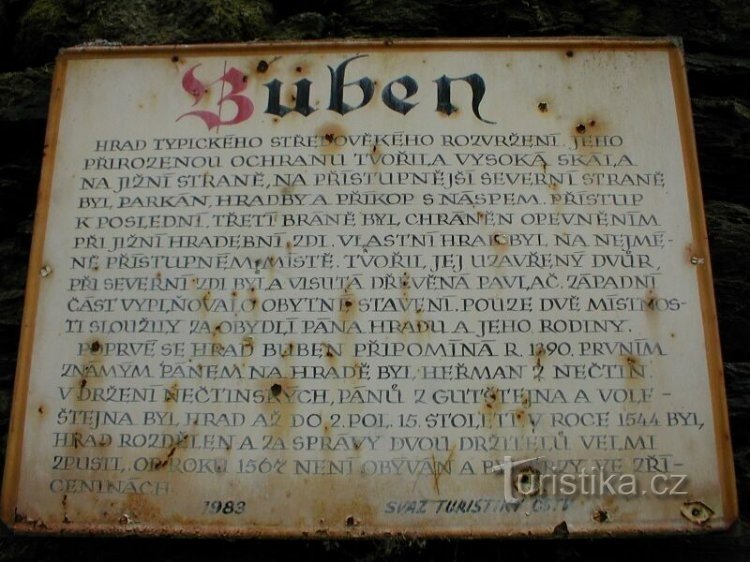 Buben
HRAD TYPICKÉHO STŘEDOVĚKÉHO ROZVRŽENÍ. JEHO
PŘIROZENOU OCHRANU TVOŘILA VYSOKÁ SKÁLA
NA JIŽNÍ STRANĚ, NA PŘÍSTUPNĚJŠÍ SEVERNÍ STRANĚ
BYL PARKÁN, HRADBY A PŘÍKOP S NÁSPEM. PŘÍSTUP
K POSLEDNÍ, TŘETÍ BRÁNĚ BYL CHRÁNĚN OPEVNĚNÍM
PŘI JIŽNÍ HRADEBNÍ ZDI. VLASTNÍ HRAD BYL NA NEJMÉ-
NĚ PŘÍSTUPNÉM MÍSTĚ. TVOŘIL JEJ UZAVŘENÝ DVŮR,
PŘI SEVERNÍ ZDI BYLA VISUTÁ DŘEVĚNÁ PAVLAČ. ZÁPADNÍ
ČÁST VYPLŇOVALO OBYTNÉ STAVENÍ. POUZE DVĚ MÍSTNOS-
TI SLOUŽILY ZA OBYDLÍ PÁNA HRADU A JEHO RODINY.
POPRVÉ SE HRAD BUBEN PŘIPOMÍNÁ R. 1390. PRVNÍM
ZNÁMÝM PÁNEM NA HRADĚ BYL HEŘMAN Z NEČTIN
V DRŽENÍ NEČTINSKÝCH, PÁNŮ Z GUTŠTEJNA A VOLF-
ŠTEJNA BYL HRAD AŽ DO 2. POL. 15. STOLETÍ. V ROCE 1544 BYL
HRAD ROZDĚLEN A ZA SPRÁVY DVOU DRŽITELŮ VELMI
ZPUSTL. OD ROKU 1567 NENÍ OBÝVÁN A BRZY VE ZŘÍ-
CENINÁCH
1983 SVAZ TURISTIKY
Turistika.cz